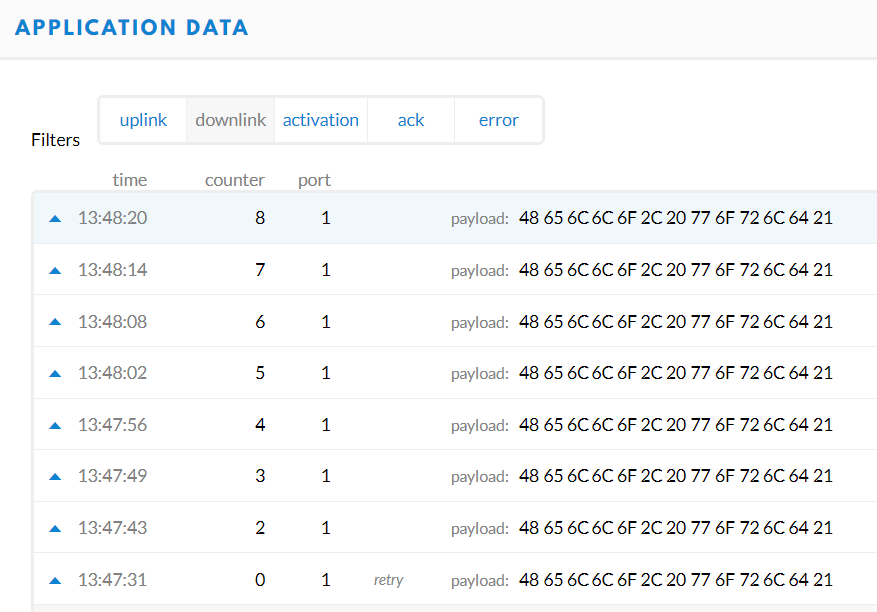 APPLICATION DATA
Filters uplink downlink activation ack error
time counter port
13:48:20 8 1 payload: 48 65 6C 6C 6F 2C 20 77 6F 72 6C 64 21
13:48:14 7 1 payload: 48 65 6C 6C 6F 2C 20 77 6F 72 6C 64 21
13:48:08 6 1 payload: 48 65 6C 6C 6F 2C 20 77 6F 72 6C 64 21
13:48:02 5 1 payload: 48 65 6C 6C 6F 2C 20 77 6F 72 6C 64 21
13:47:56 4 1 payload: 48 65 6C 6C 6F 2C 20 77 6F 72 6C 64 21
13:47:49 3 1 payload: 48 65 6C 6C 6F 2C 20 77 6F 72 6C 64 21
13:47:43 2 1 payload: 48 65 6C 6C 6F 2C 20 77 6F 72 6C 64 21
13:47:31 0 1 retry payload: 48 65 6C 6C 6F 2C 20 77 6F 72 6C 64 21